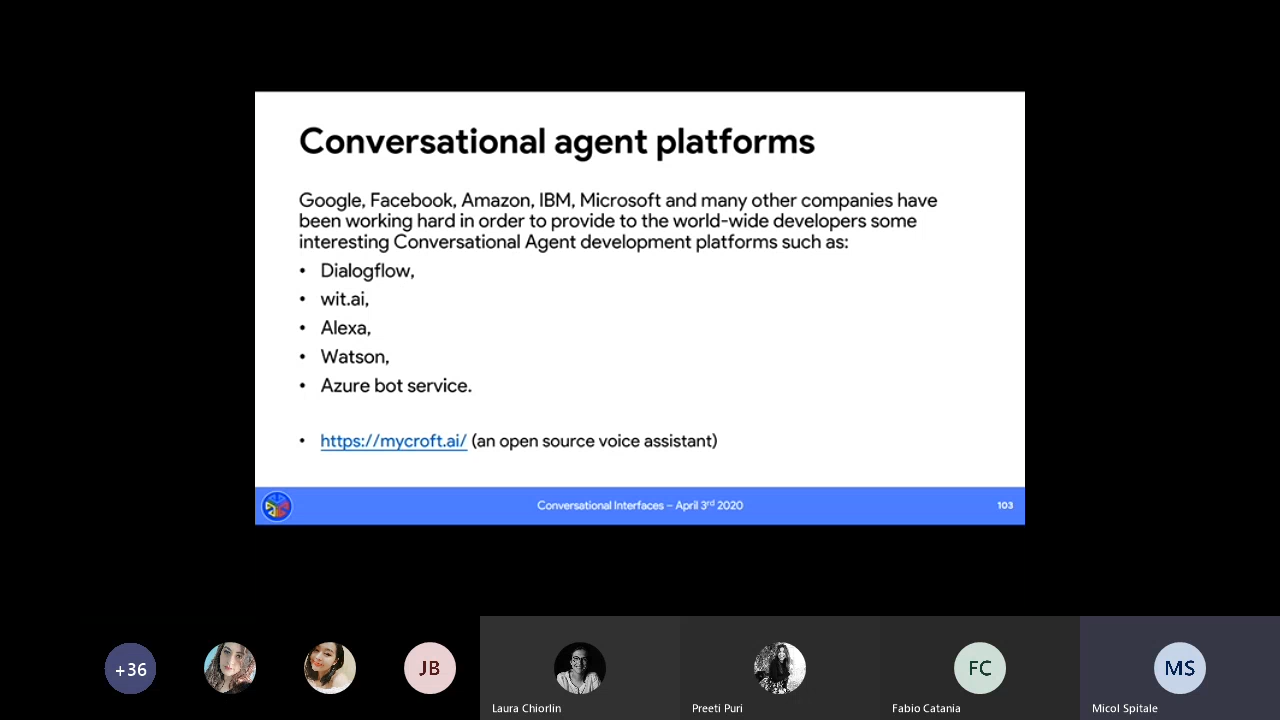 Conversational agent platforms
Google, Facebook, Amazon, IBM, Microsoft and many other companies have
been working hard in order to provide to the world-wide developers some
interesting Conversational Agent development platforms such as:
• Dialogflow,
• wit.ai,
• Alexa,
• Watson,
• Azure bot service.
• https://mycroft.ai/ (an open source voice assistant)
Conversational Interfaces – April 3rd 2020
103
+36
JB
FC
MS
Laura Chiorlin
Preeti Puri
Fabio Catania
Micol Spitale